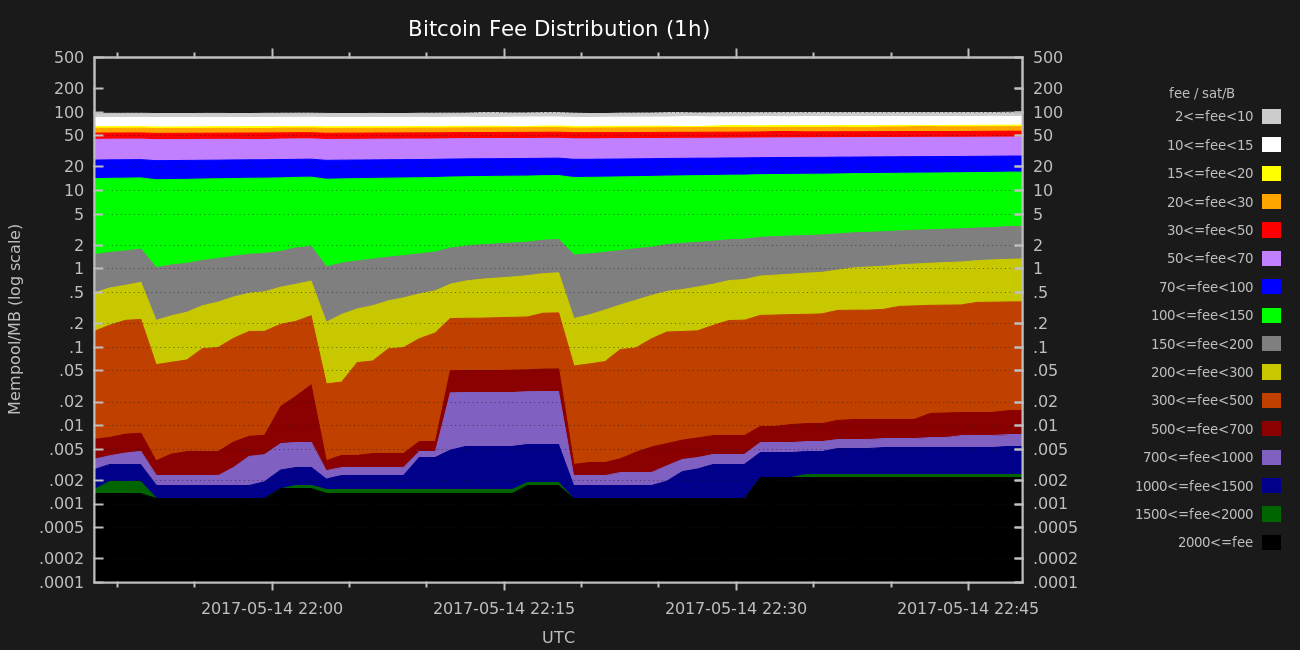 Bitcoin Fee Distribution (1h)
500
200
100
50
20
10
5
2
1
.5
.2
.1
.05
.02
.01
.005
.002
.001
.0005
.0002
.0001
Mempool/MB (log scale)
500
200
100
50
20
10
5
2
1
.5
.2
.1
.05
.02
.01
.005
.002
.001
.0005
.0002
.0001
2017-05-14 22:00
2017-05-14 22:15
2017-05-14 22:30
2017-05-14 22:45
UTC
fee / sat/B
2<=fee<10
10<=fee<15
15<=fee<20
20<=fee<30
30<=fee<50
50<=fee<70
70<=fee<100
100<=fee<150
150<=fee<200
200<=fee<300
300<=fee<500
500<=fee<700
700<=fee<1000
1000<=fee<1500
1500<=fee<2000
2000<=fee